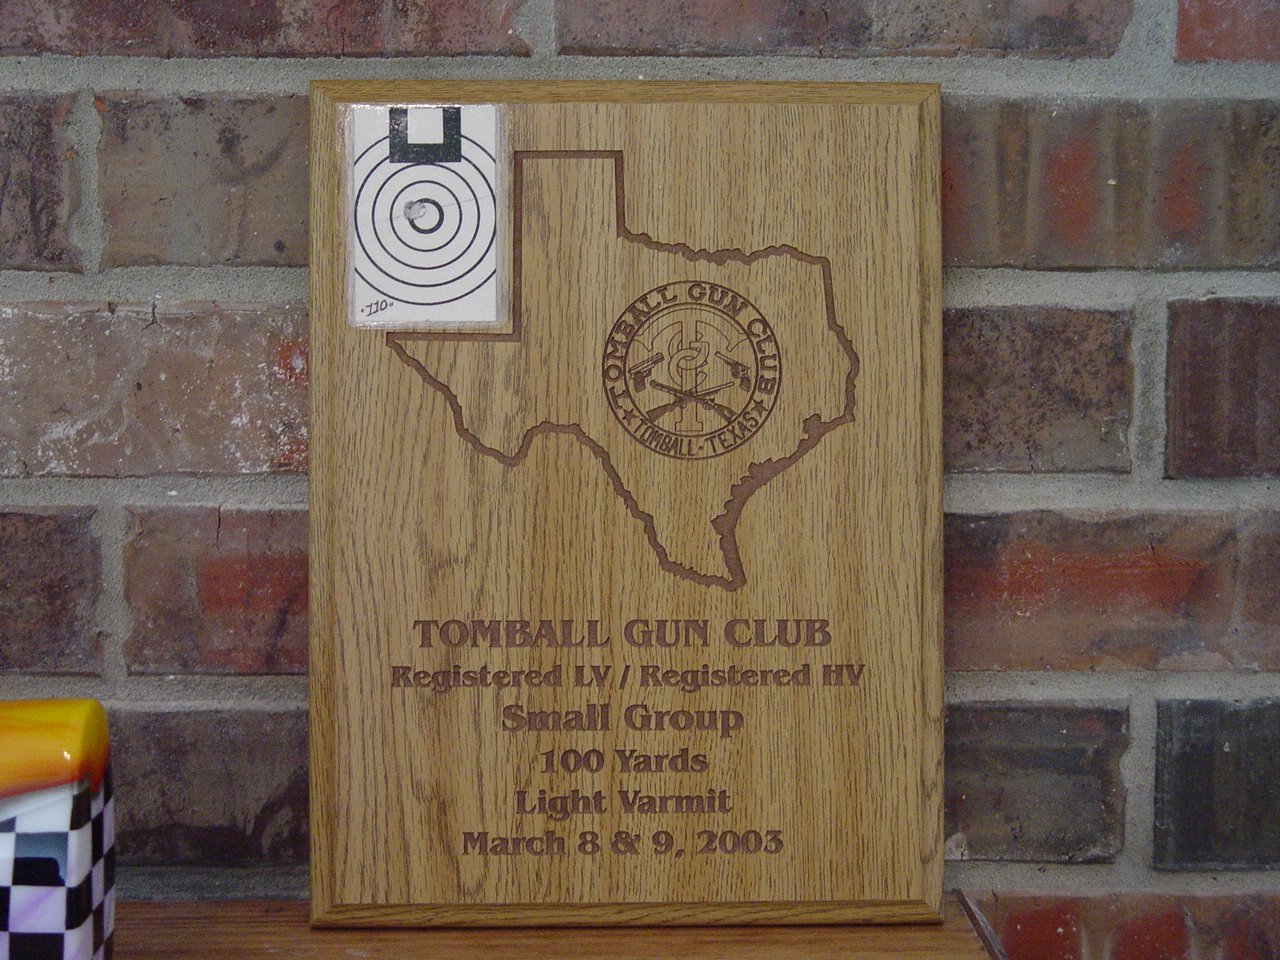 ."110"
TOMBALL GUN CLUB
TOMBALL-TEXAS
TOMBALL GUN CLUB
Registered LV / Registered HV
Small Group
100 Yards
Light Varmit
March 8 & 9, 2003